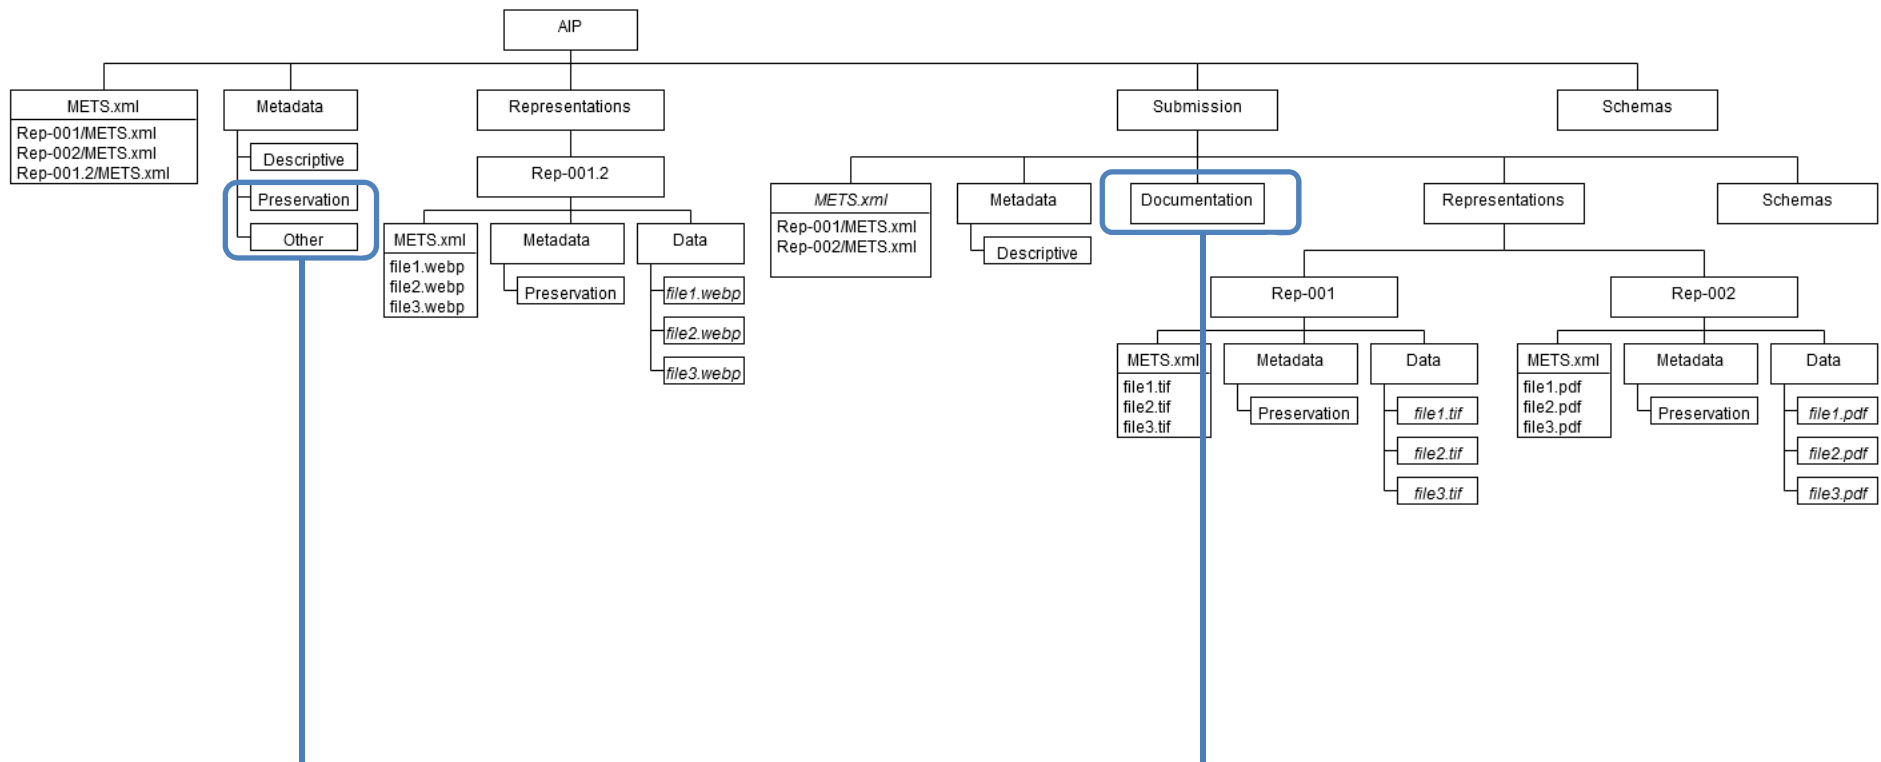 AIP
METS.xml
Rep-001/METS.xml
Rep-002/METS.xml
Rep-001.2/METS.xml
Metadata
Descriptive
Preservation
Other
Representations
Rep-001.2
METS.xml
file1.webp
file2.webp
file3.webp
Metadata
Preservation
Data
file1.webp
file2.webp
file3.webp
Submission
METS.xml
Rep-001/METS.xml
Rep-002/METS.xml
Metadata
Descriptive
Documentation
Representations
Rep-001
METS.xml
file1.tif
file2.tif
file3.tif
Metadata
Preservation
Data
file1.tif
file2.tif
file3.tif
Rep-002
METS.xml
file1.pdf
file2.pdf
file3.pdf
Metadata
Preservation
Data
file1.pdf
file2.pdf
file3.pdf
Schemas
Schemas